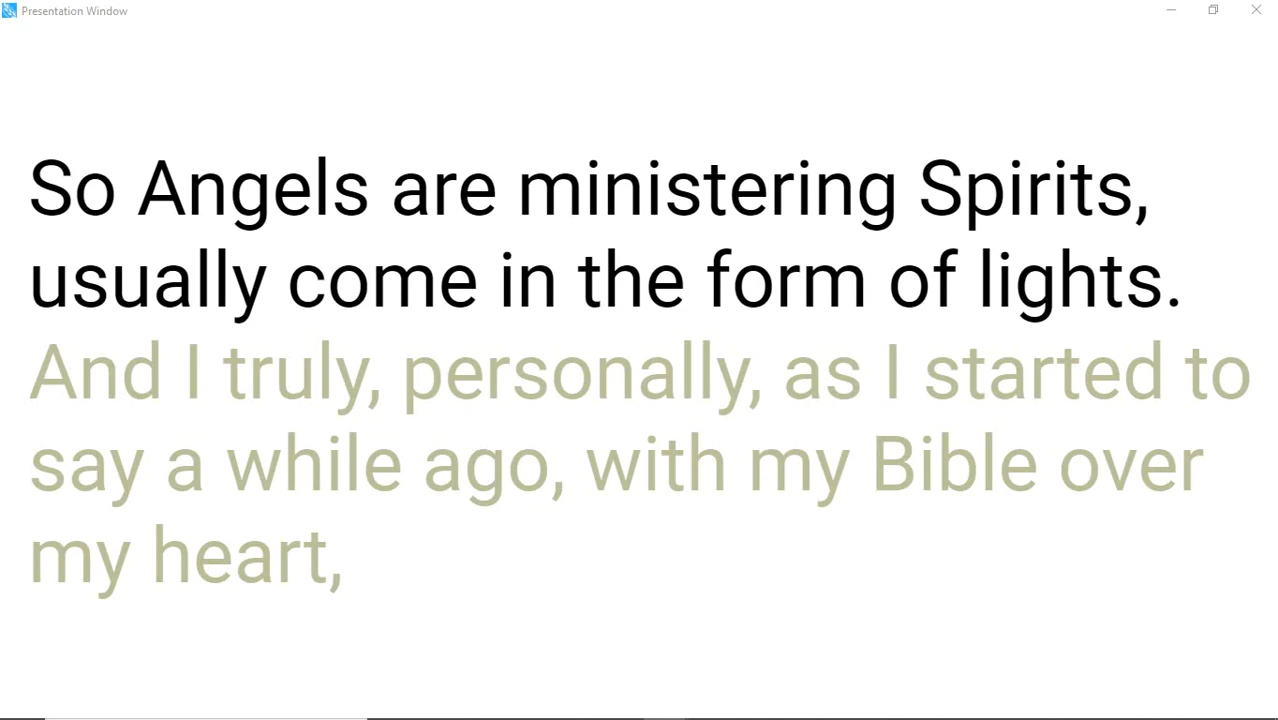 Presentation Window
So Angels are ministering Spirits,
usually come in the form of lights.
And I truly, personally, as I started to
say a while ago, with my Bible over
my heart,